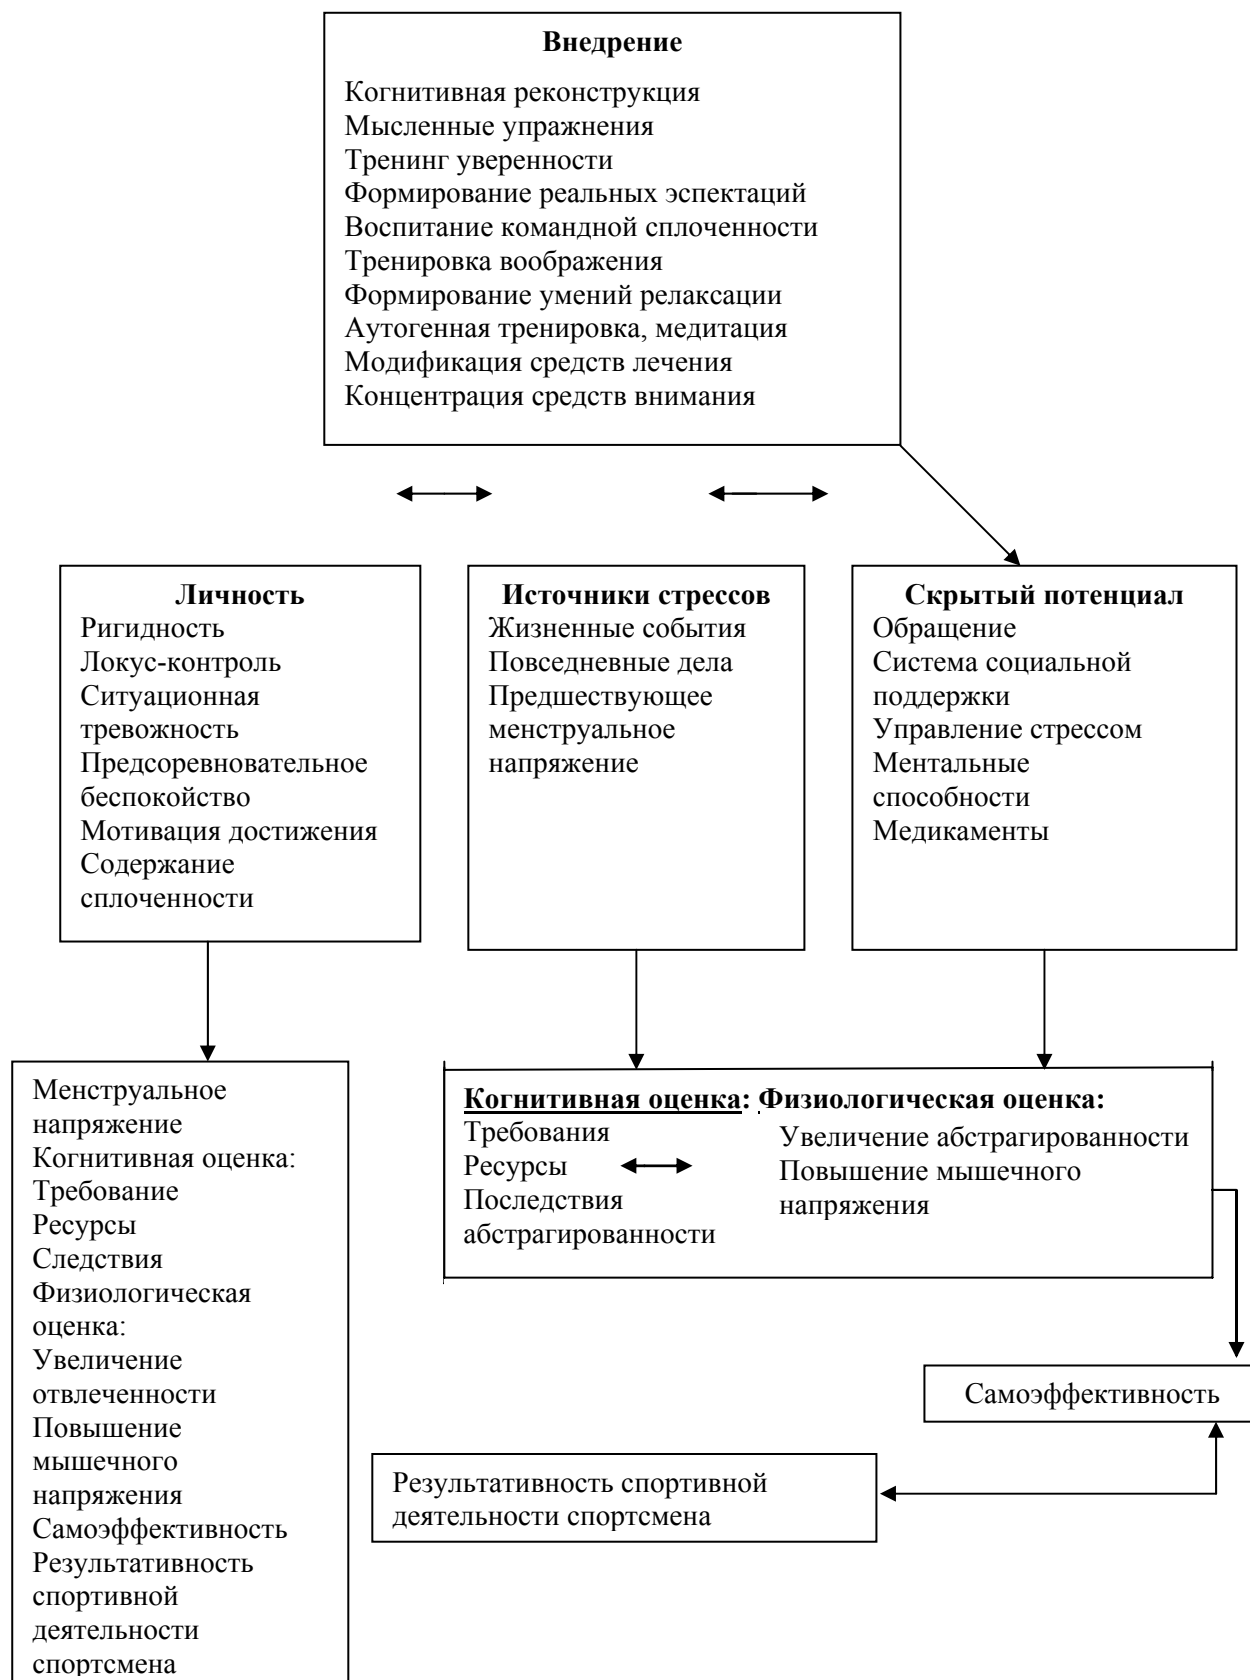 Внедрение
Когнитивная реконструкция
Мысленные упражнения
Тренинг уверенности
Формирование реальных эспектаций
Воспитание командной сплоченности
Тренировка воображения
Формирование умений релаксации
Аутогенная тренировка, медитация
Модификация средств лечения
Концентрация средств внимания
Личность
Ригидность
Локус-контроль
Ситуационная
тревожность
Предсоревновательное
беспокойство
Мотивация достижения
Содержание
сплоченности
Источники стрессов
Жизненные события
Повседневные дела
Предшествующее
менструальное
напряжение
Скрытый потенциал
Обращение
Система социальной
поддержки
Управление стрессом
Ментальные
способности
Медикаменты
Менструальное
напряжение
Когнитивная оценка:
Требование
Ресурсы
Следствия
Физиологическая
оценка:
Увеличение
отвлеченности
Повышение
мышечного
напряжения
Самоэффективность
Результативность
спортивной
деятельности
спортсмена
Когнитивная оценка: Физиологическая оценка:
Требования
Ресурсы
Последствия
абстрагированности
Увеличение абстрагированности
Повышение мышечного
напряжения
Самоэффективность
Результативность спортивной
деятельности спортсмена